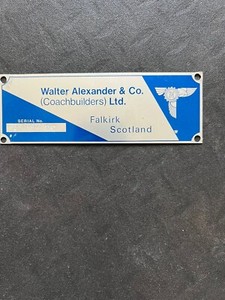 Walter Alexander & Co.
(Coachbuilders) Ltd.
SERIAL No.
Falkirk
Scotland